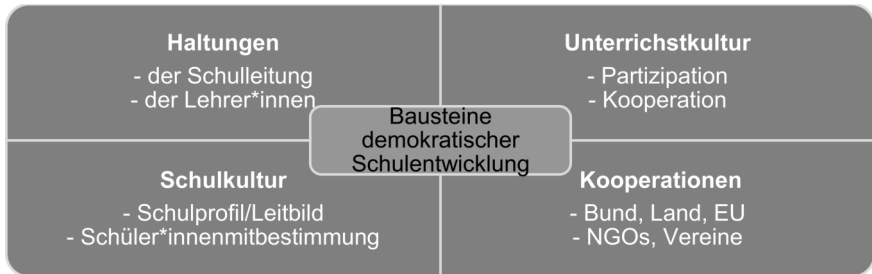 Haltungen
- der Schulleitung
- der Lehrer*innen
Unterrichstkultur
- Partizipation
- Kooperation
Bausteine
demokratischer
Schulentwicklung
Schulkultur
- Schulprofil/Leitbild
- Schüler*innenmitbestimmung
Kooperationen
- Bund, Land, EU
- NGOs, Vereine